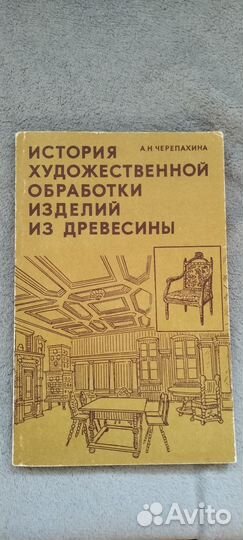 А.Н.ЧЕРЕПАХИНА
ИСТОРИЯ
ХУДОЖЕСТВЕННОЙ
ОБРАБОТКИ
ИЗДЕЛИЙ
ИЗ ДРЕВЕСИНЫ
Avito